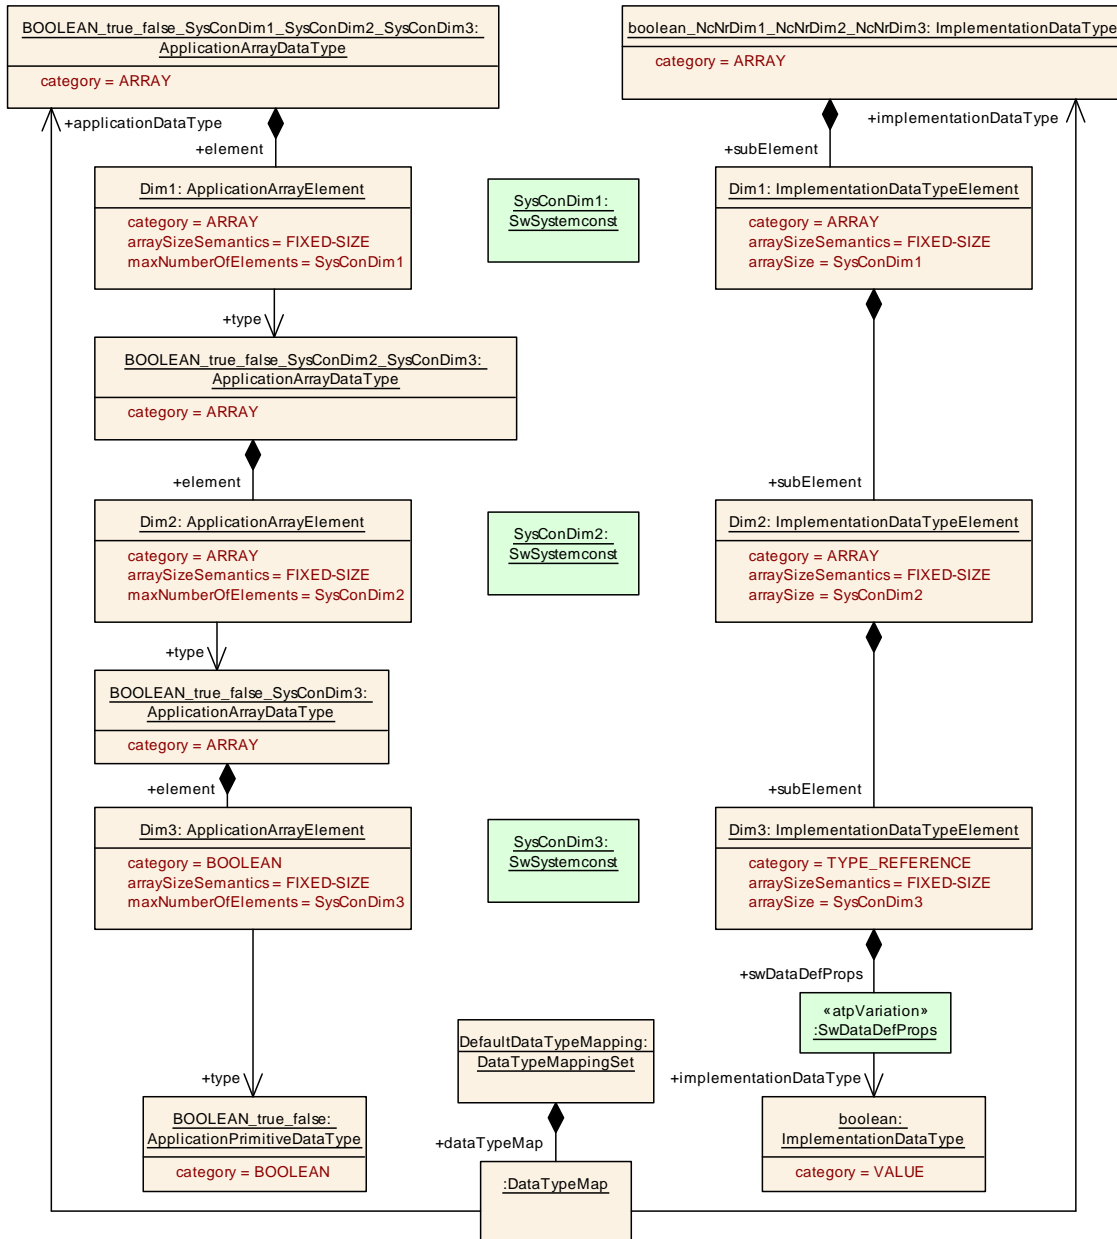 BOOLEAN_true_false_SysConDim1_SysConDim2_SysConDim3:
ApplicationArrayDataType
category = ARRAY
boolean_NcNrDim1_NcNrDim2_NcNrDim3: ImplementationDataType
category = ARRAY
+applicationDataType
+element
+implementationDataType
+subElement
Dim1: ApplicationArrayElement
category = ARRAY
arraySizeSemantics = FIXED-SIZE
maxNumberOfElements = SysConDim1
SysConDim1:
SwSystemconst
Dim1: ImplementationDataTypeElement
category = ARRAY
arraySizeSemantics = FIXED-SIZE
arraySize = SysConDim1
+type
BOOLEAN_true_false_SysConDim2_SysConDim3:
ApplicationArrayDataType
category = ARRAY
+element
+subElement
Dim2: ApplicationArrayElement
category = ARRAY
arraySizeSemantics = FIXED-SIZE
maxNumberOfElements = SysConDim2
SysConDim2:
SwSystemconst
Dim2: ImplementationDataTypeElement
category = ARRAY
arraySizeSemantics = FIXED-SIZE
arraySize = SysConDim2
+type
BOOLEAN_true_false_SysConDim3:
ApplicationArrayDataType
category = ARRAY
+element
+subElement
Dim3: ApplicationArrayElement
category = BOOLEAN
arraySizeSemantics = FIXED-SIZE
maxNumberOfElements = SysConDim3
SysConDim3:
SwSystemconst
Dim3: ImplementationDataTypeElement
category = TYPE_REFERENCE
arraySizeSemantics = FIXED-SIZE
arraySize = SysConDim3
+swDataDefProps
«atpVariation»
:SwDataDefProps
DefaultDataTypeMapping:
DataTypeMappingSet
+type
+implementationDataType
BOOLEAN_true_false:
ApplicationPrimitiveDataType
category = BOOLEAN
+dataTypeMap
:DataTypeMap
boolean:
ImplementationDataType
category = VALUE